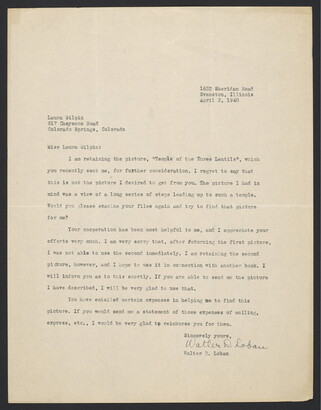 1632 Sheridan Road
Evanston, Illinois
April 2, 1940
Laura Gilpin
317 Cheyenne Road
Colorado Springs, Colorado
Miss Laura Gilpin:
I am retaining the picture, "Temple of the Three Lentils", which
you recently sent me, for further consideration. I regret to say that
this is not the picture I desired to get from you. The picture I had in
mind was a view of a long series of steps leading up to such a temple.
Would you please examine your files again and try to find that picture
for me?
Your cooperation has been most helpful to me, and I appreciate your
efforts very much. I am very sorry that, after returning the first picture,
I was not able to use the second immediately. I am retaining the second
picture, however, and I hope to use it in connection with another book. I
will inform you as to this shortly. If you are able to send me the picture
I have described, I will be very glad to use that.
You have entailed certain expenses in helping me to find this
picture. If you would send me a statement of those expenses of mailing,
express, etc., I would be very glad to reimburse you for them.
Sincerely yours,
Walter D. Loban
Walter D. Loban